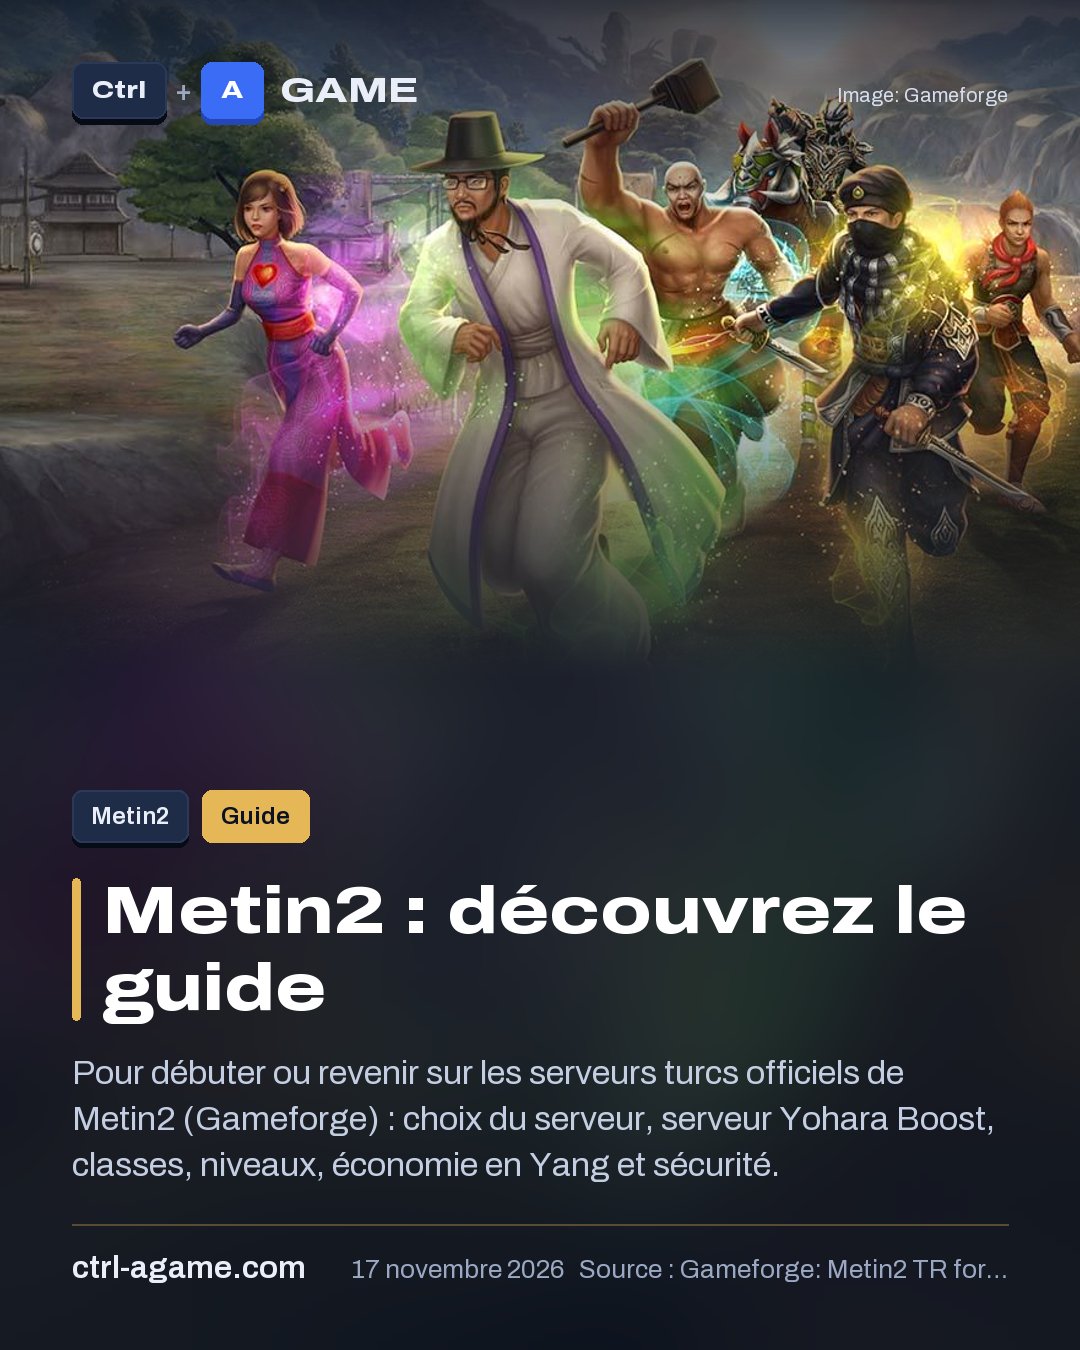 Ctrl + A GAME
Image: Gameforge
Metin2 Guide
Metin2 : découvrez le
guide
Pour débuter ou revenir sur les serveurs turcs officiels de
Metin2 (Gameforge) : choix du serveur, serveur Yohara Boost,
classes, niveaux, économie en Yang et sécurité.
ctrl-agame.com 17 novembre 2026 Source : Gameforge: Metin2 TR for...